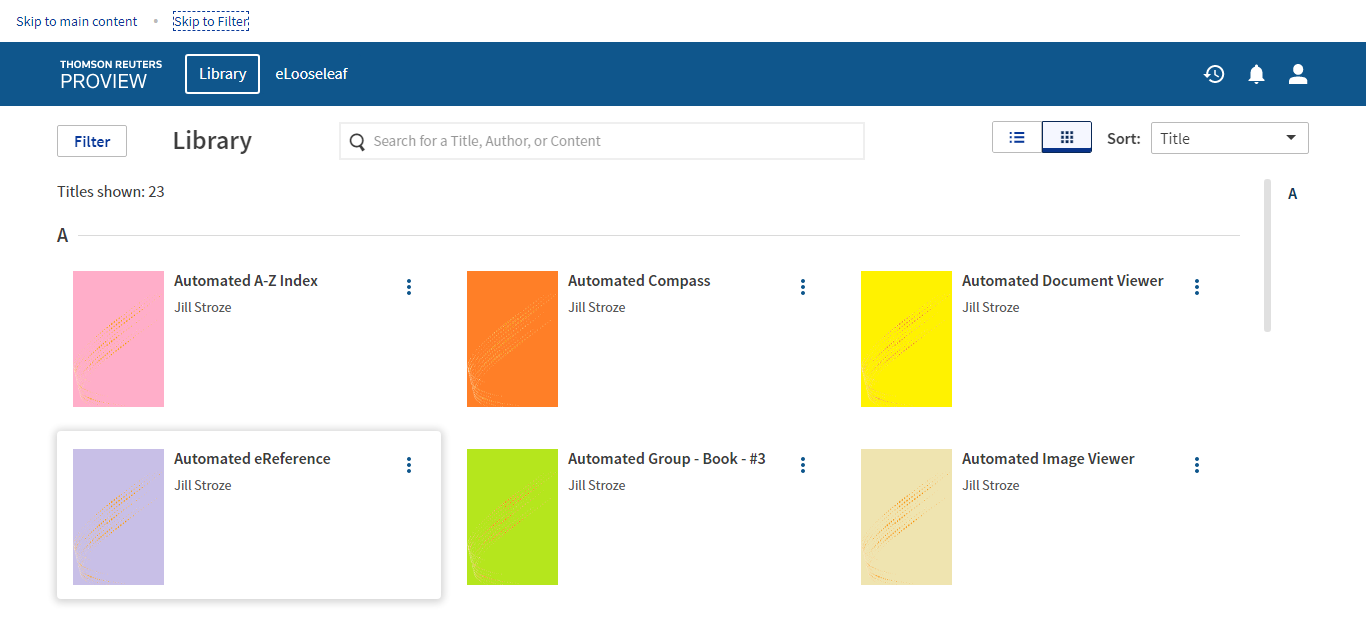 Skip to main content • Skip to Filter
THOMSON REUTERS
PROVIEW
Library eLooseleaf
Filter Library Search for a Title, Author, or Content Sort: Title
Titles shown: 23
A
A
Automated A-Z Index
Jill Stroze
Automated Compass
Jill Stroze
Automated Document Viewer
Jill Stroze
Automated eReference
Jill Stroze
Automated Group - Book - #3
Jill Stroze
Automated Image Viewer
Jill Stroze